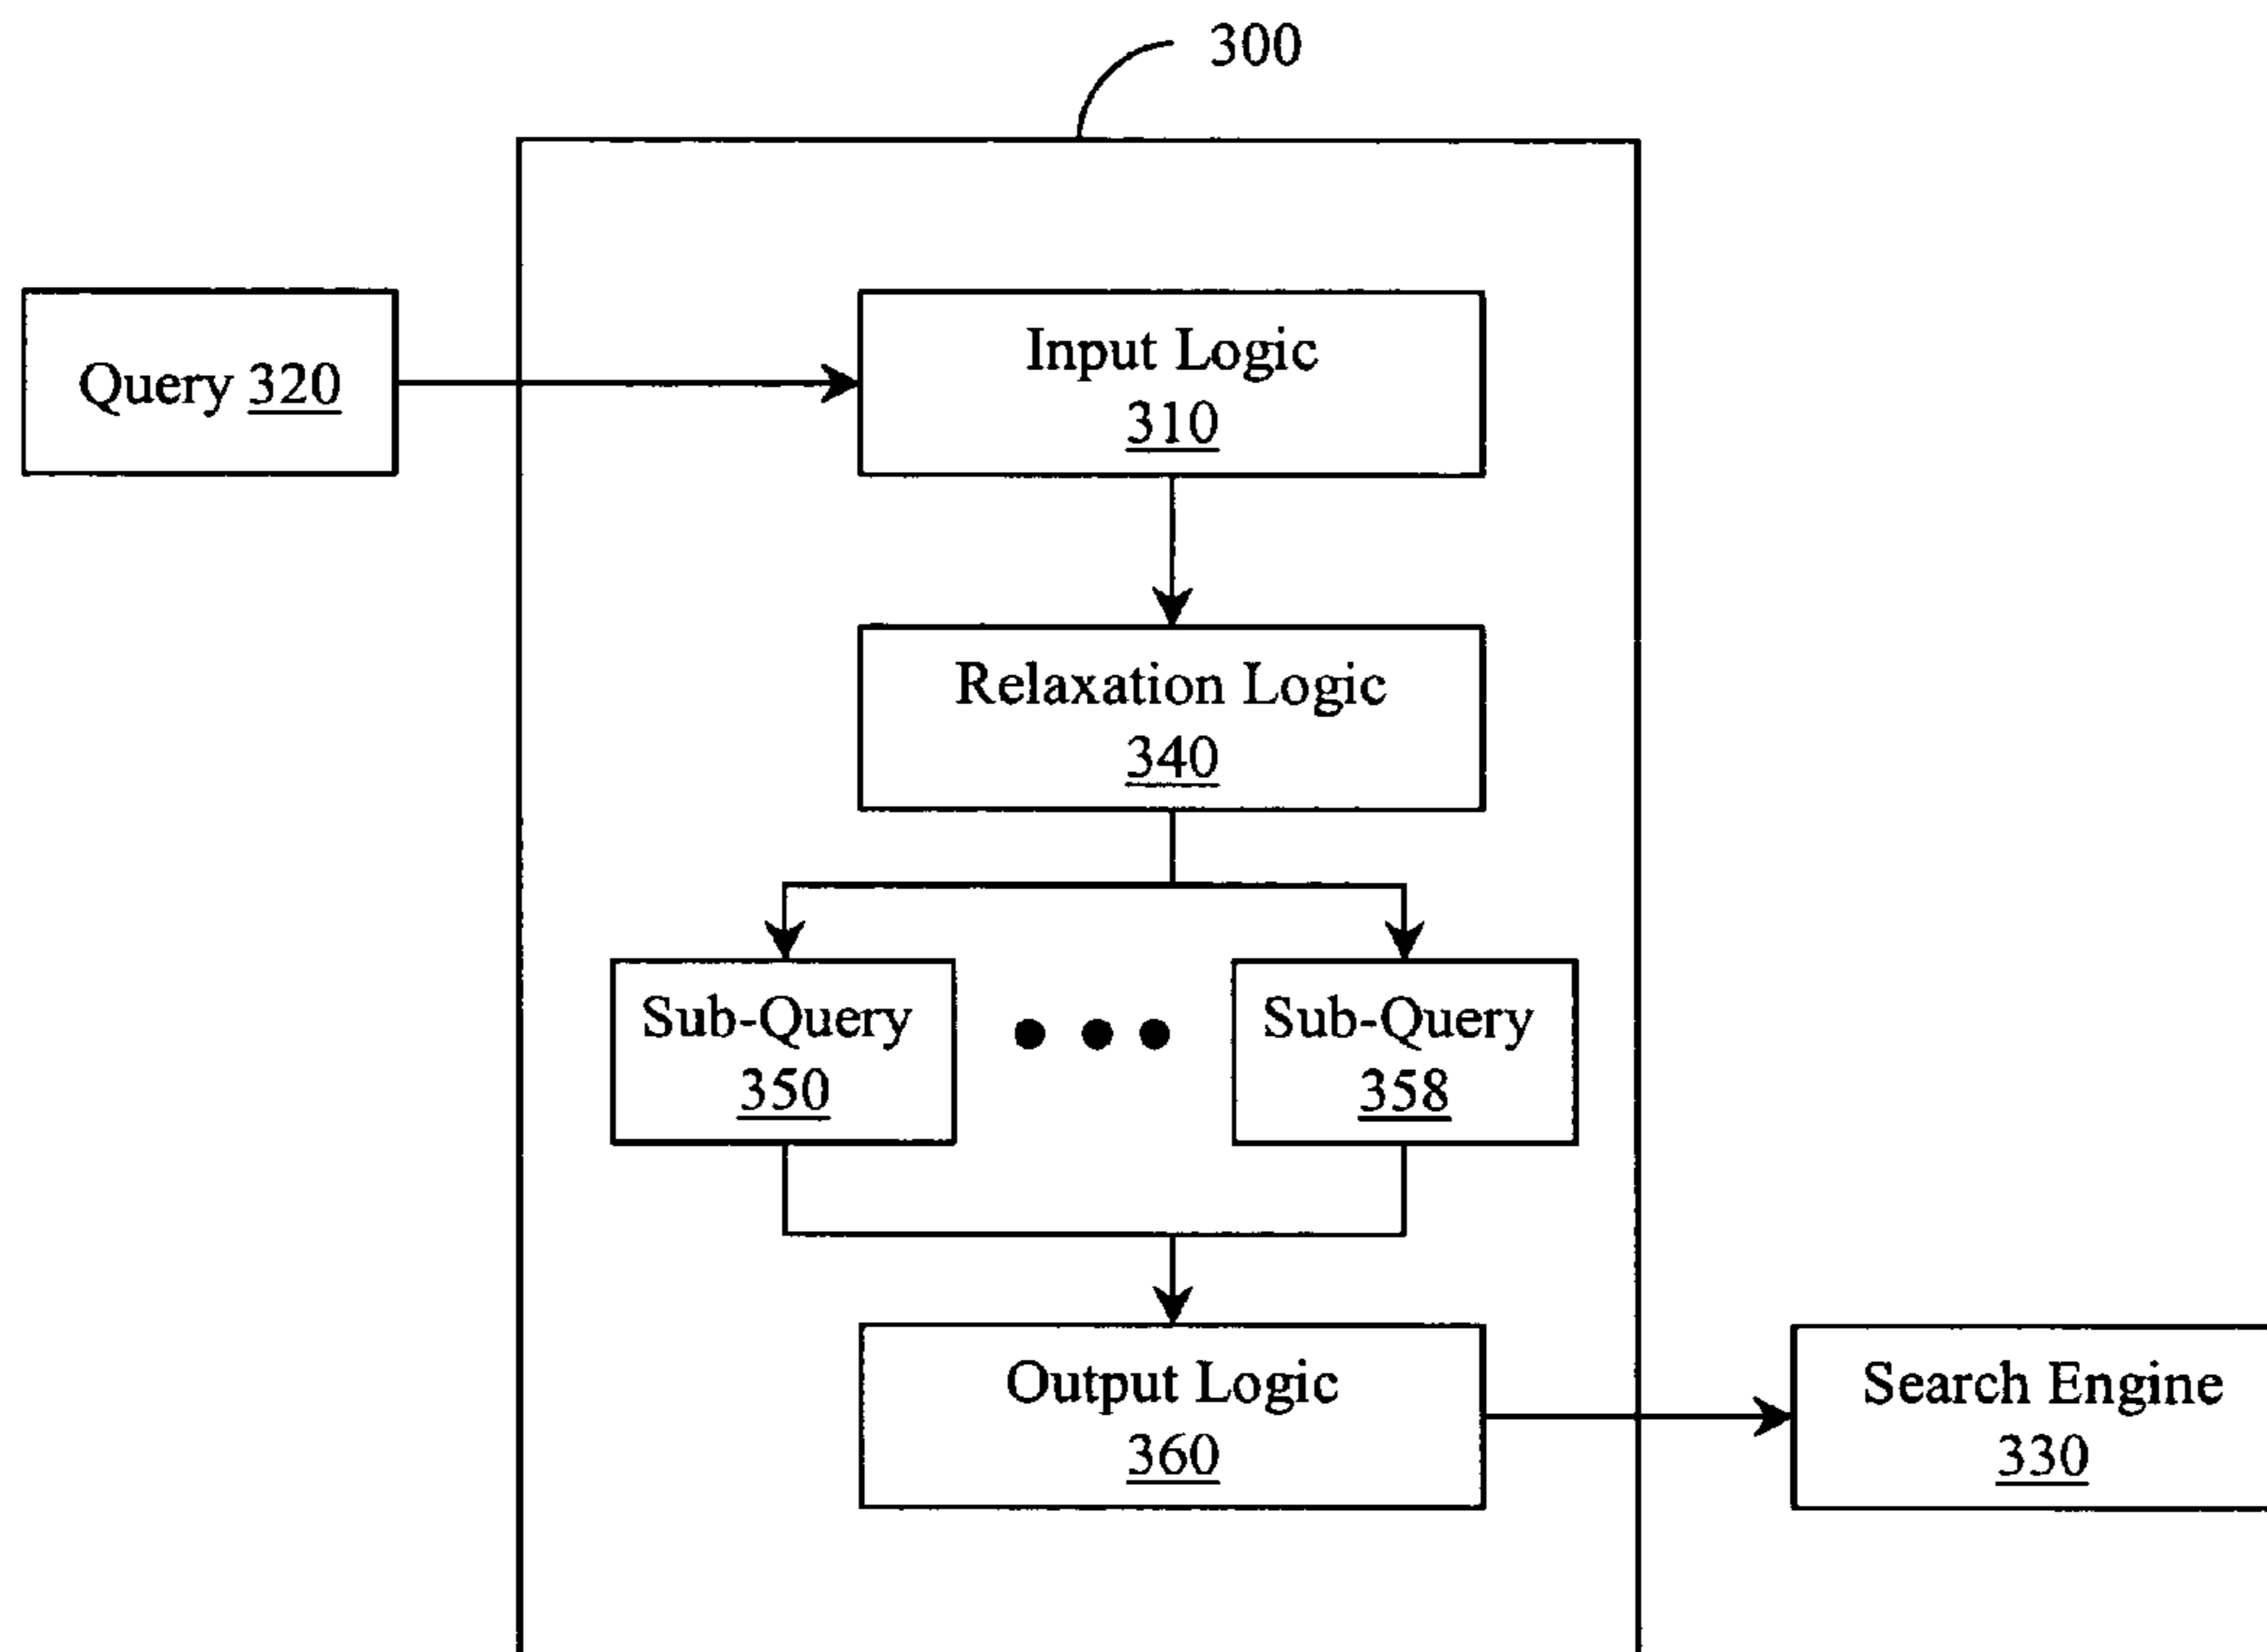 300
Query 320
Input Logic
310
Relaxation Logic
340
Sub-Query
350
Sub-Query
358
Output Logic
360
Search Engine
330